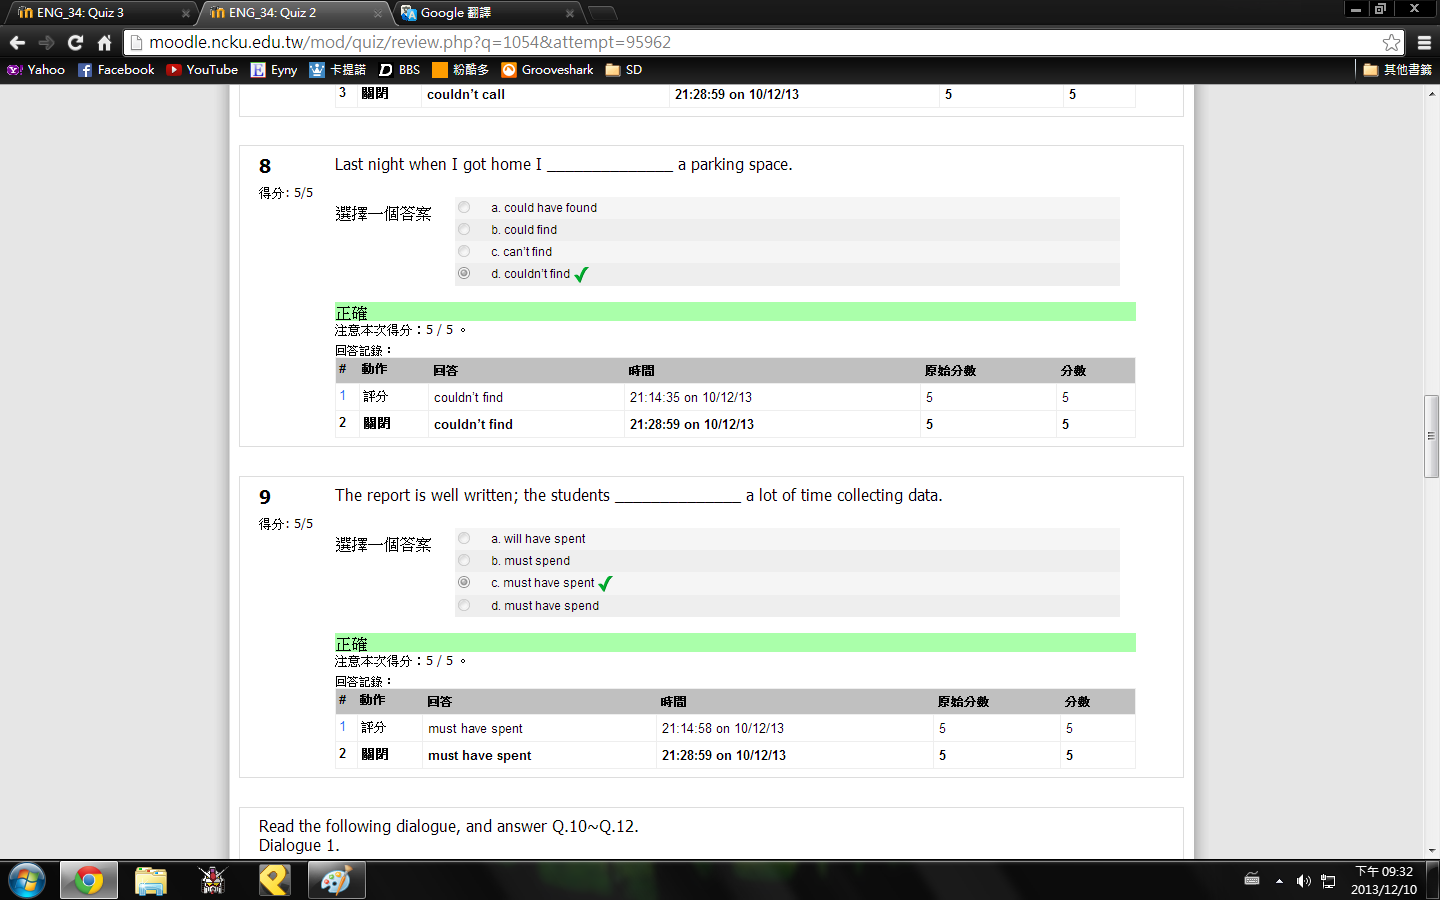 ENG_34: Quiz 3
ENG_34: Quiz 2
Google 翻譯
moodle.ncku.edu.tw/mod/quiz/review.php?q=1054&attempt=95962
Yahoo Facebook YouTube Eyny 卡提諾 BBS 粉酷多 Grooveshark SD 其他書籤
3 關閉 couldn't call 21:28:59 on 10/12/13 5 5
8
得分: 5/5
Last night when I got home I ______________ a parking space.
選擇一個答案
a. could have found
b. could find
c. can't find
d. couldn't find
正確
注意本次得分：5 / 5 。
回答記錄：
# 動作 回答 時間 原始分數 分數
1 評分 couldn't find 21:14:35 on 10/12/13 5 5
2 關閉 couldn't find 21:28:59 on 10/12/13 5 5
9
得分: 5/5
The report is well written; the students ______________ a lot of time collecting data.
選擇一個答案
a. will have spent
b. must spend
c. must have spent
d. must have spend
正確
注意本次得分：5 / 5 。
回答記錄：
# 動作 回答 時間 原始分數 分數
1 評分 must have spent 21:14:58 on 10/12/13 5 5
2 關閉 must have spent 21:28:59 on 10/12/13 5 5
Read the following dialogue, and answer Q.10~Q.12.
Dialogue 1.
下午 09:32
2013/12/10